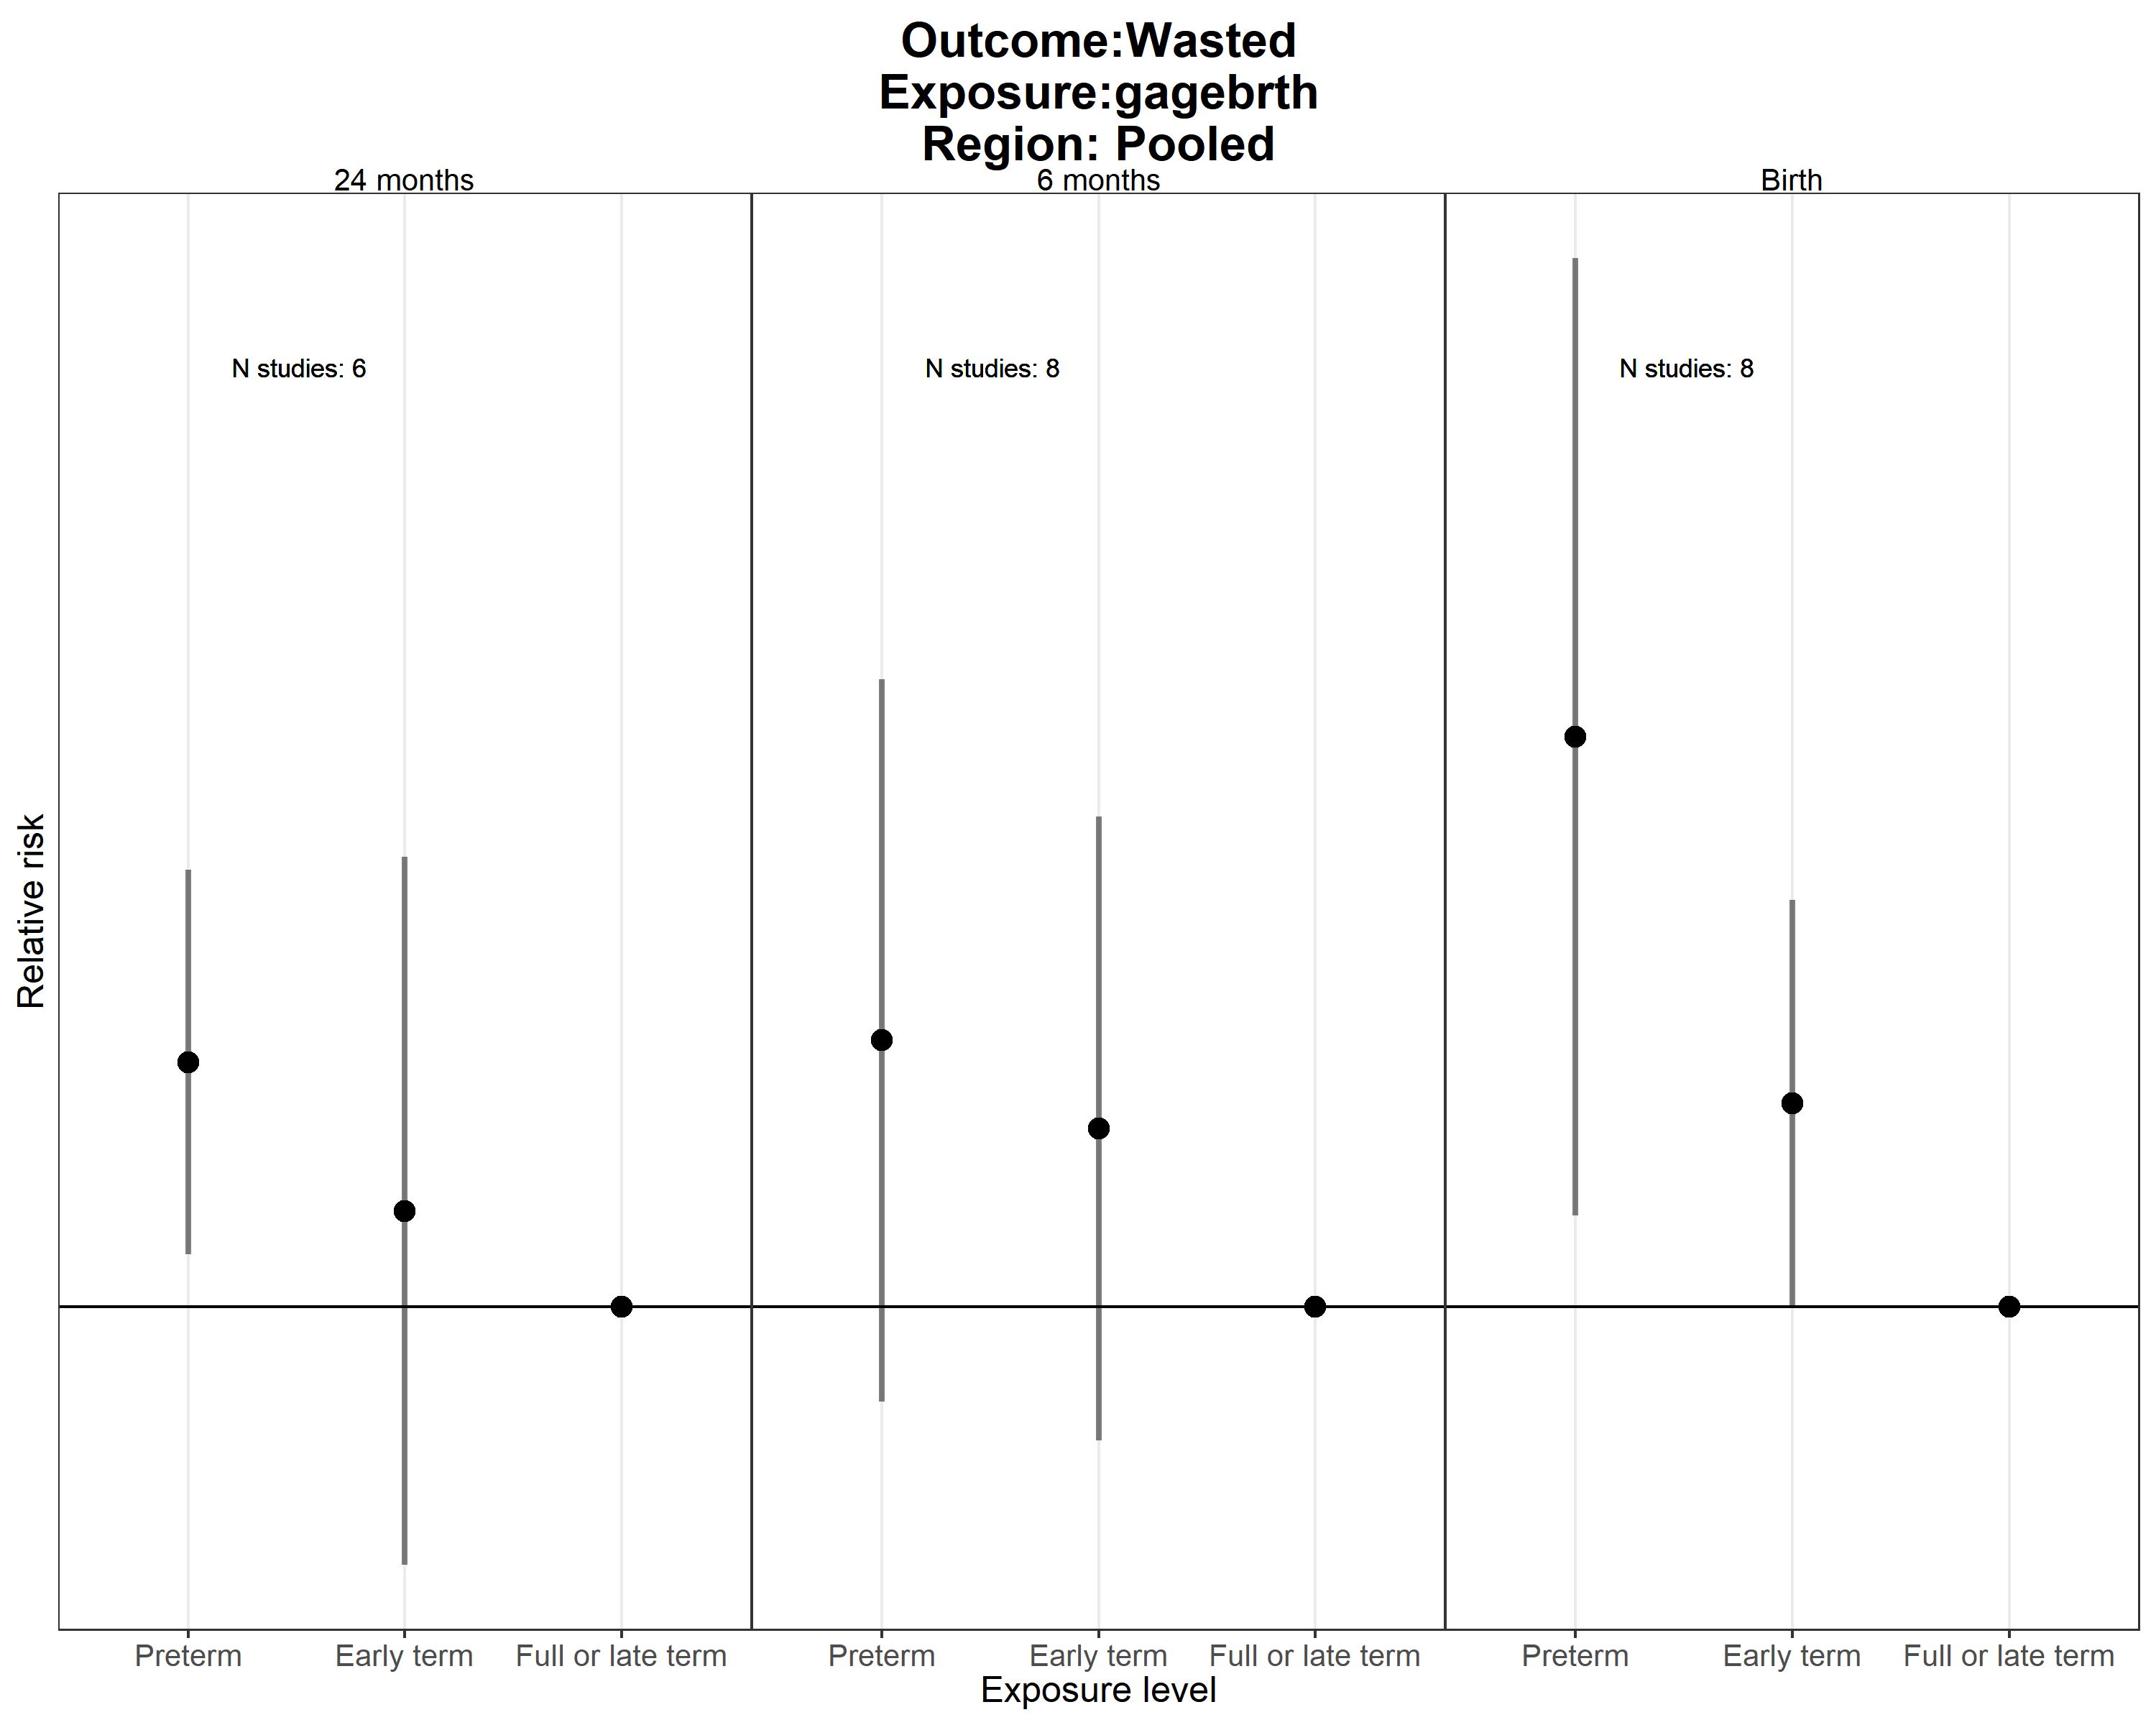 Outcome:Wasted
Exposure:gagebrth
Region: Pooled
24 months
6 months
Birth
N studies: 6
N studies: 8
N studies: 8
Relative risk
Preterm
Early term
Full or late term
Preterm
Early term
Full or late term
Preterm
Early term
Full or late term
Exposure level